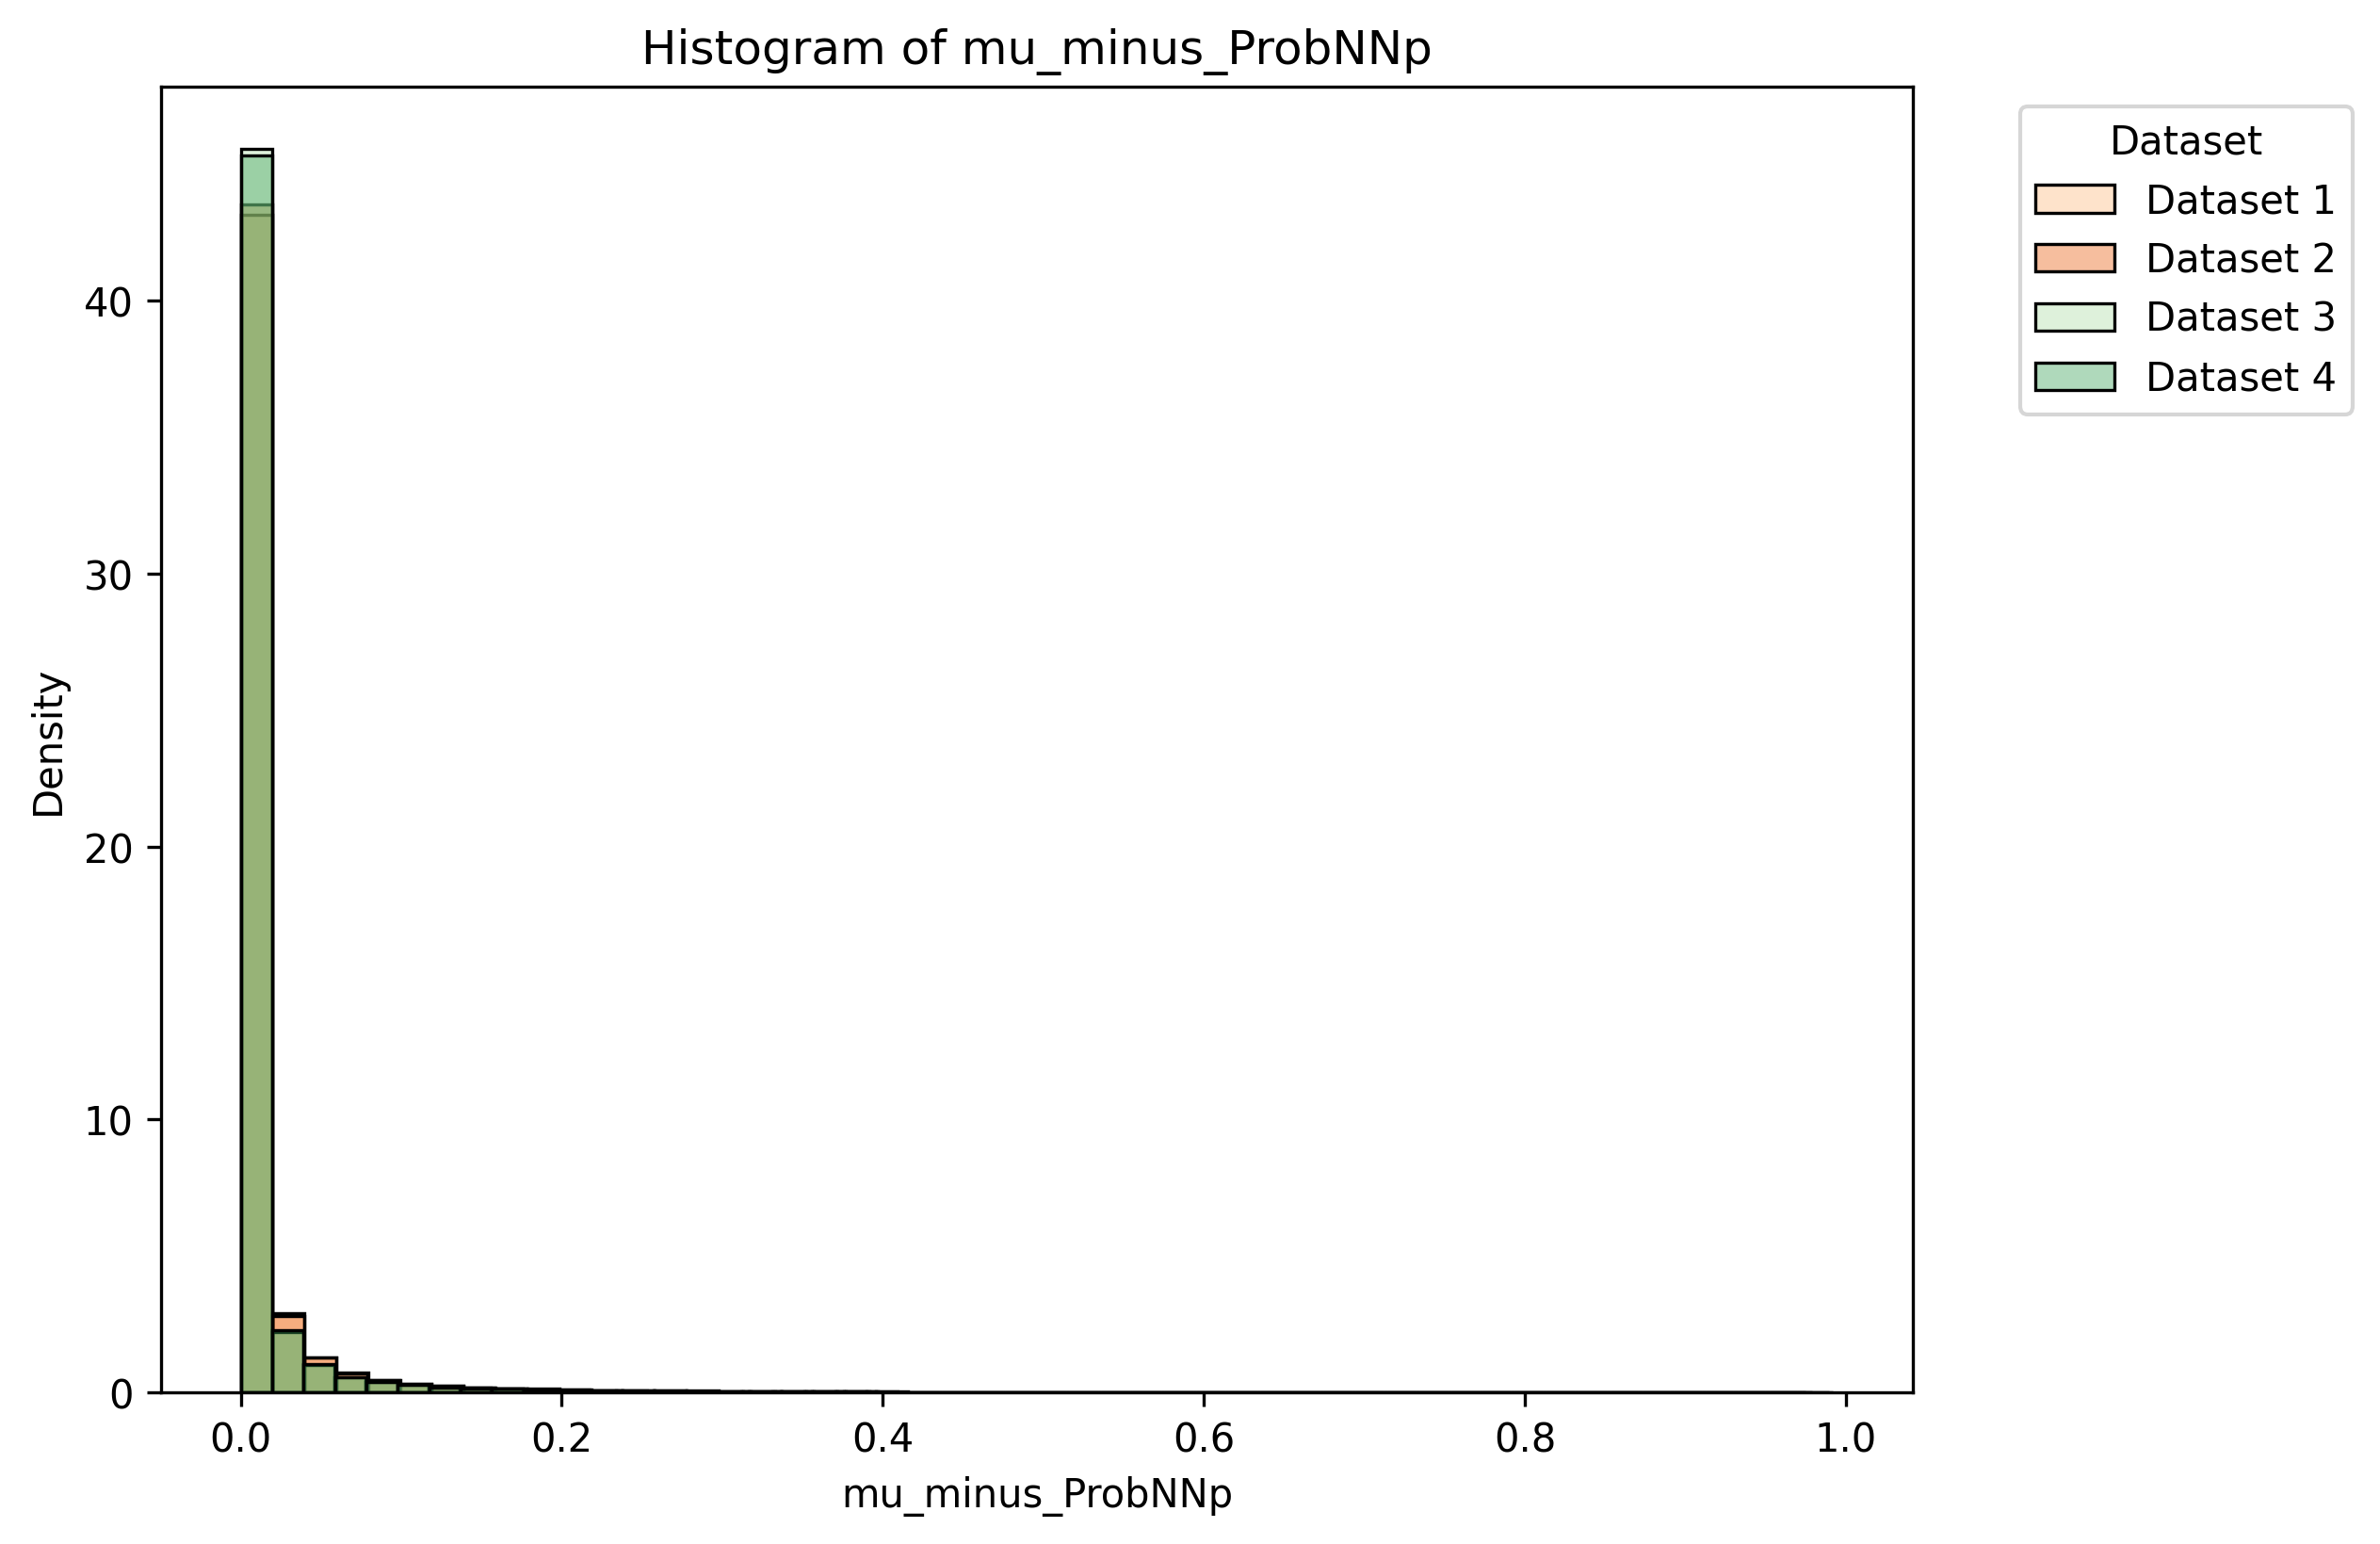 Histogram of mu_minus_ProbNNp
Dataset
Dataset 1
Dataset 2
Dataset 3
Dataset 4
Density
40
30
20
10
0
0.0 0.2 0.4 0.6 0.8 1.0
mu_minus_ProbNNp